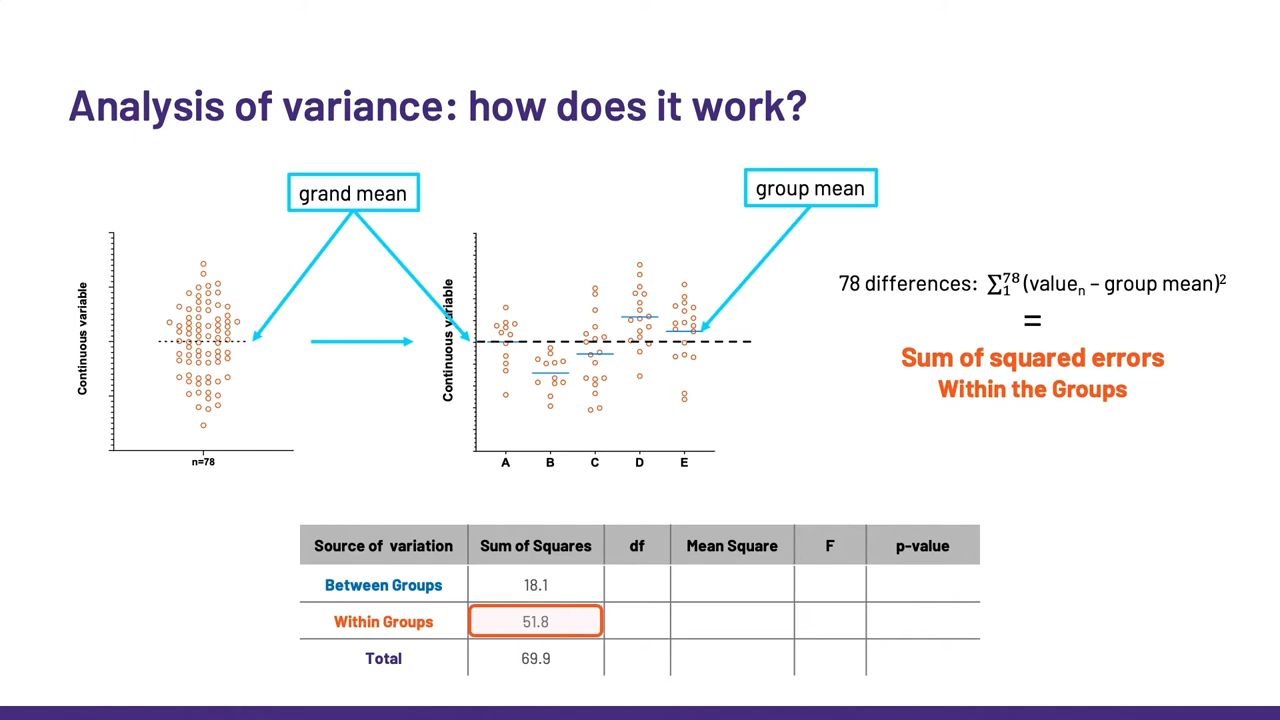 Analysis of variance: how does it work?
grand mean
group mean
Continuous variable
n=78
Continuous variable
A B C D E
78 differences: ∑₁⁷⁸(valueₙ – group mean)²
=
Sum of squared errors
Within the Groups
Source of variation Sum of Squares df Mean Square F p-value
Between Groups 18.1
Within Groups 51.8
Total 69.9